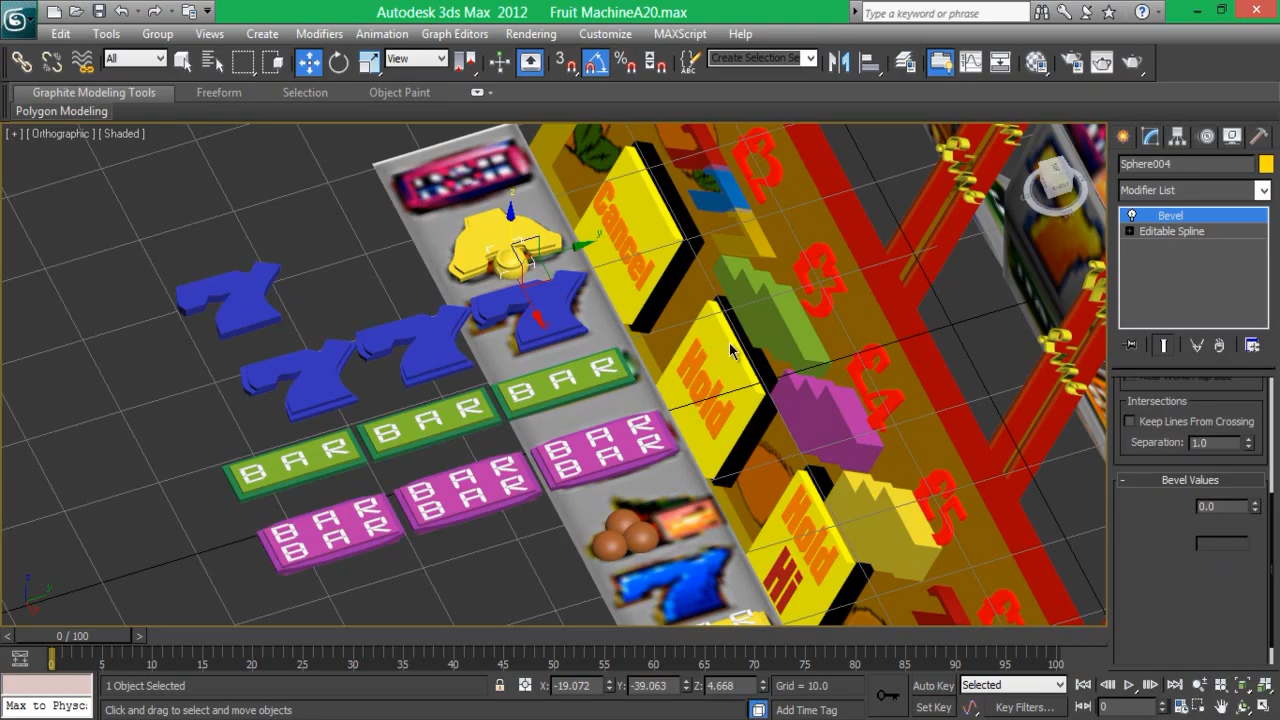 Autodesk 3ds Max 2012 Fruit MachineA20.max
Type a keyword or phrase
Edit Tools Group Views Create Modifiers Animation Graph Editors Rendering Customize MAXScript Help
All View Create Selection Se
Graphite Modeling Tools Freeform Selection Object Paint
Polygon Modeling
[ + ] [ Orthographic ] [ Shaded ]
Sphere004
Modifier List
Bevel
Editable Spline
Intersections
Keep Lines From Crossing
Separation: 1.0
Bevel Values
0.0
Cancel
Hold
Hold
Hi
£3
£5
BAR
BAR
BAR
BAR
BAR
BAR
BAR
BAR
BAR
z
y
z
y
0 / 100
0 5 10 15 20 25 30 35 40 45 50 55 60 65 70 75 80 85 90 95 100
1 Object Selected X: -19.072 Y: -39.063 Z: 4.668 Grid = 10.0 Auto Key Selected
Max to Physc
Click and drag to select and move objects Add Time Tag Set Key Key Filters... 0